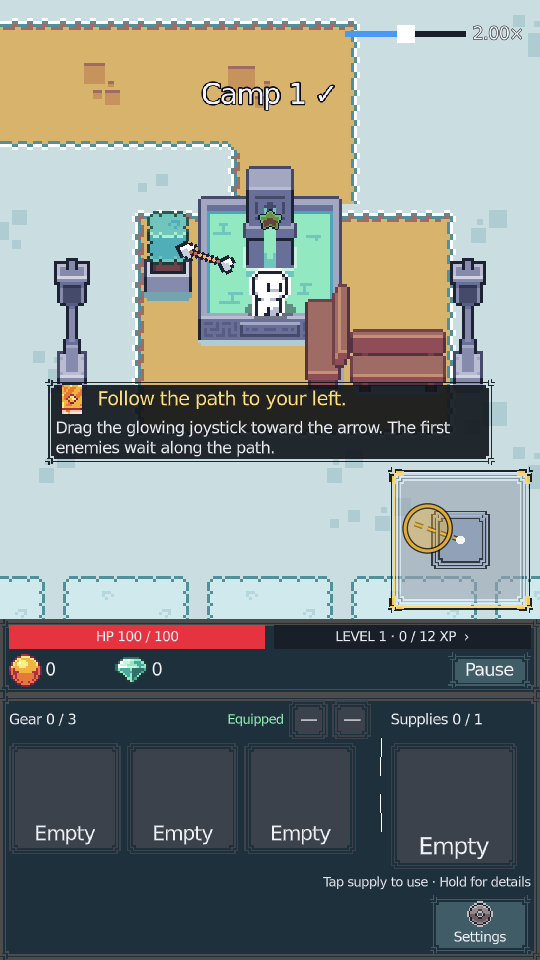 2.00×
Camp 1 ✓
Follow the path to your left.
Drag the glowing joystick toward the arrow. The first
enemies wait along the path.
HP 100 / 100
LEVEL 1 · 0 / 12 XP ›
0
0
Pause
Gear 0 / 3
Equipped
—
—
Supplies 0 / 1
Empty
Empty
Empty
Empty
Tap supply to use · Hold for details
Settings